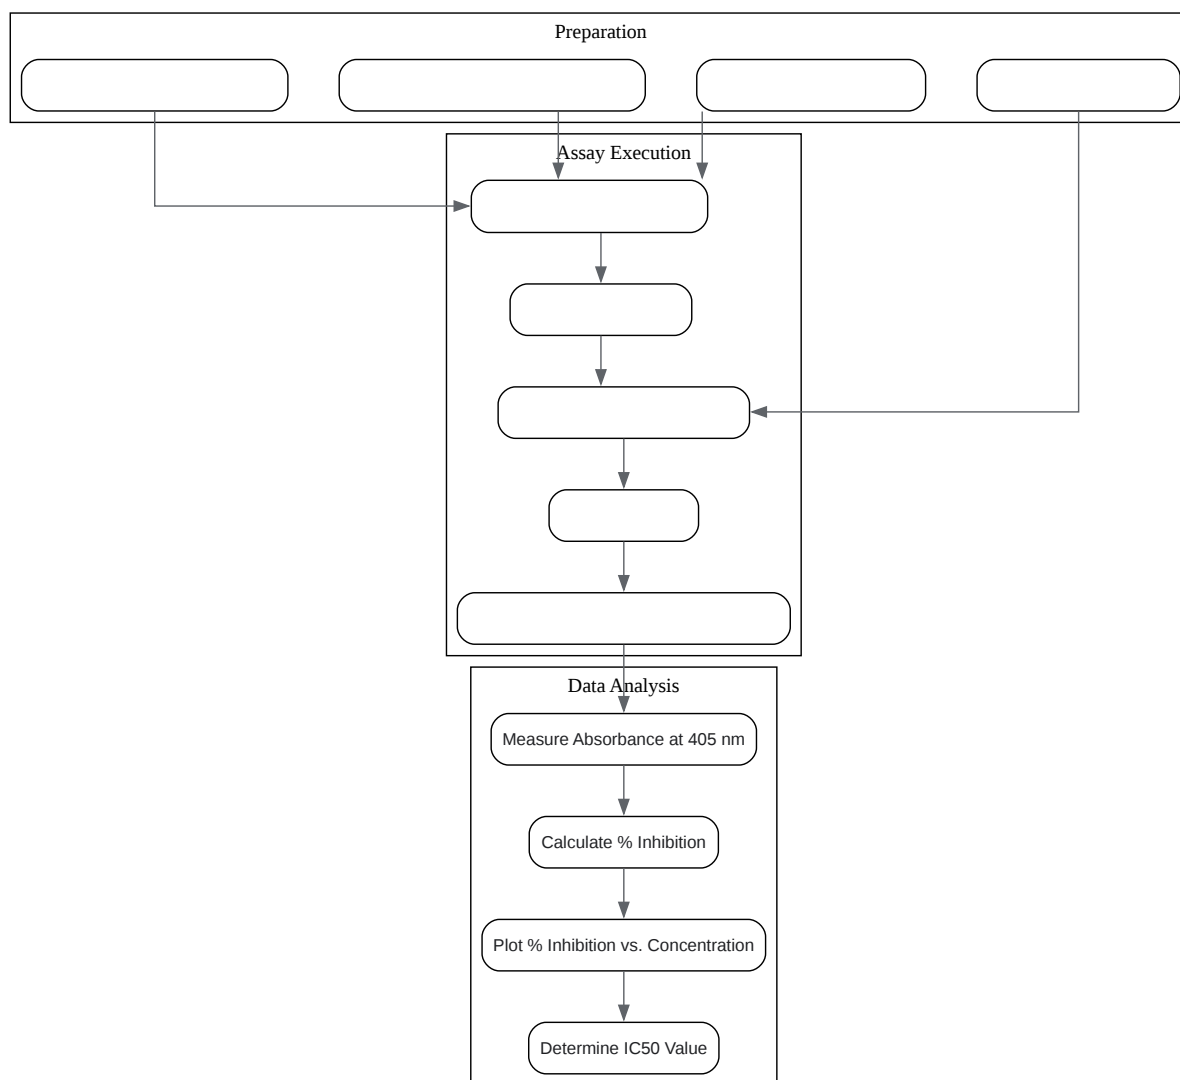 Preparation
Assay Execution
Data Analysis
Measure Absorbance at 405 nm
Calculate % Inhibition
Plot % Inhibition vs. Concentration
Determine IC50 Value